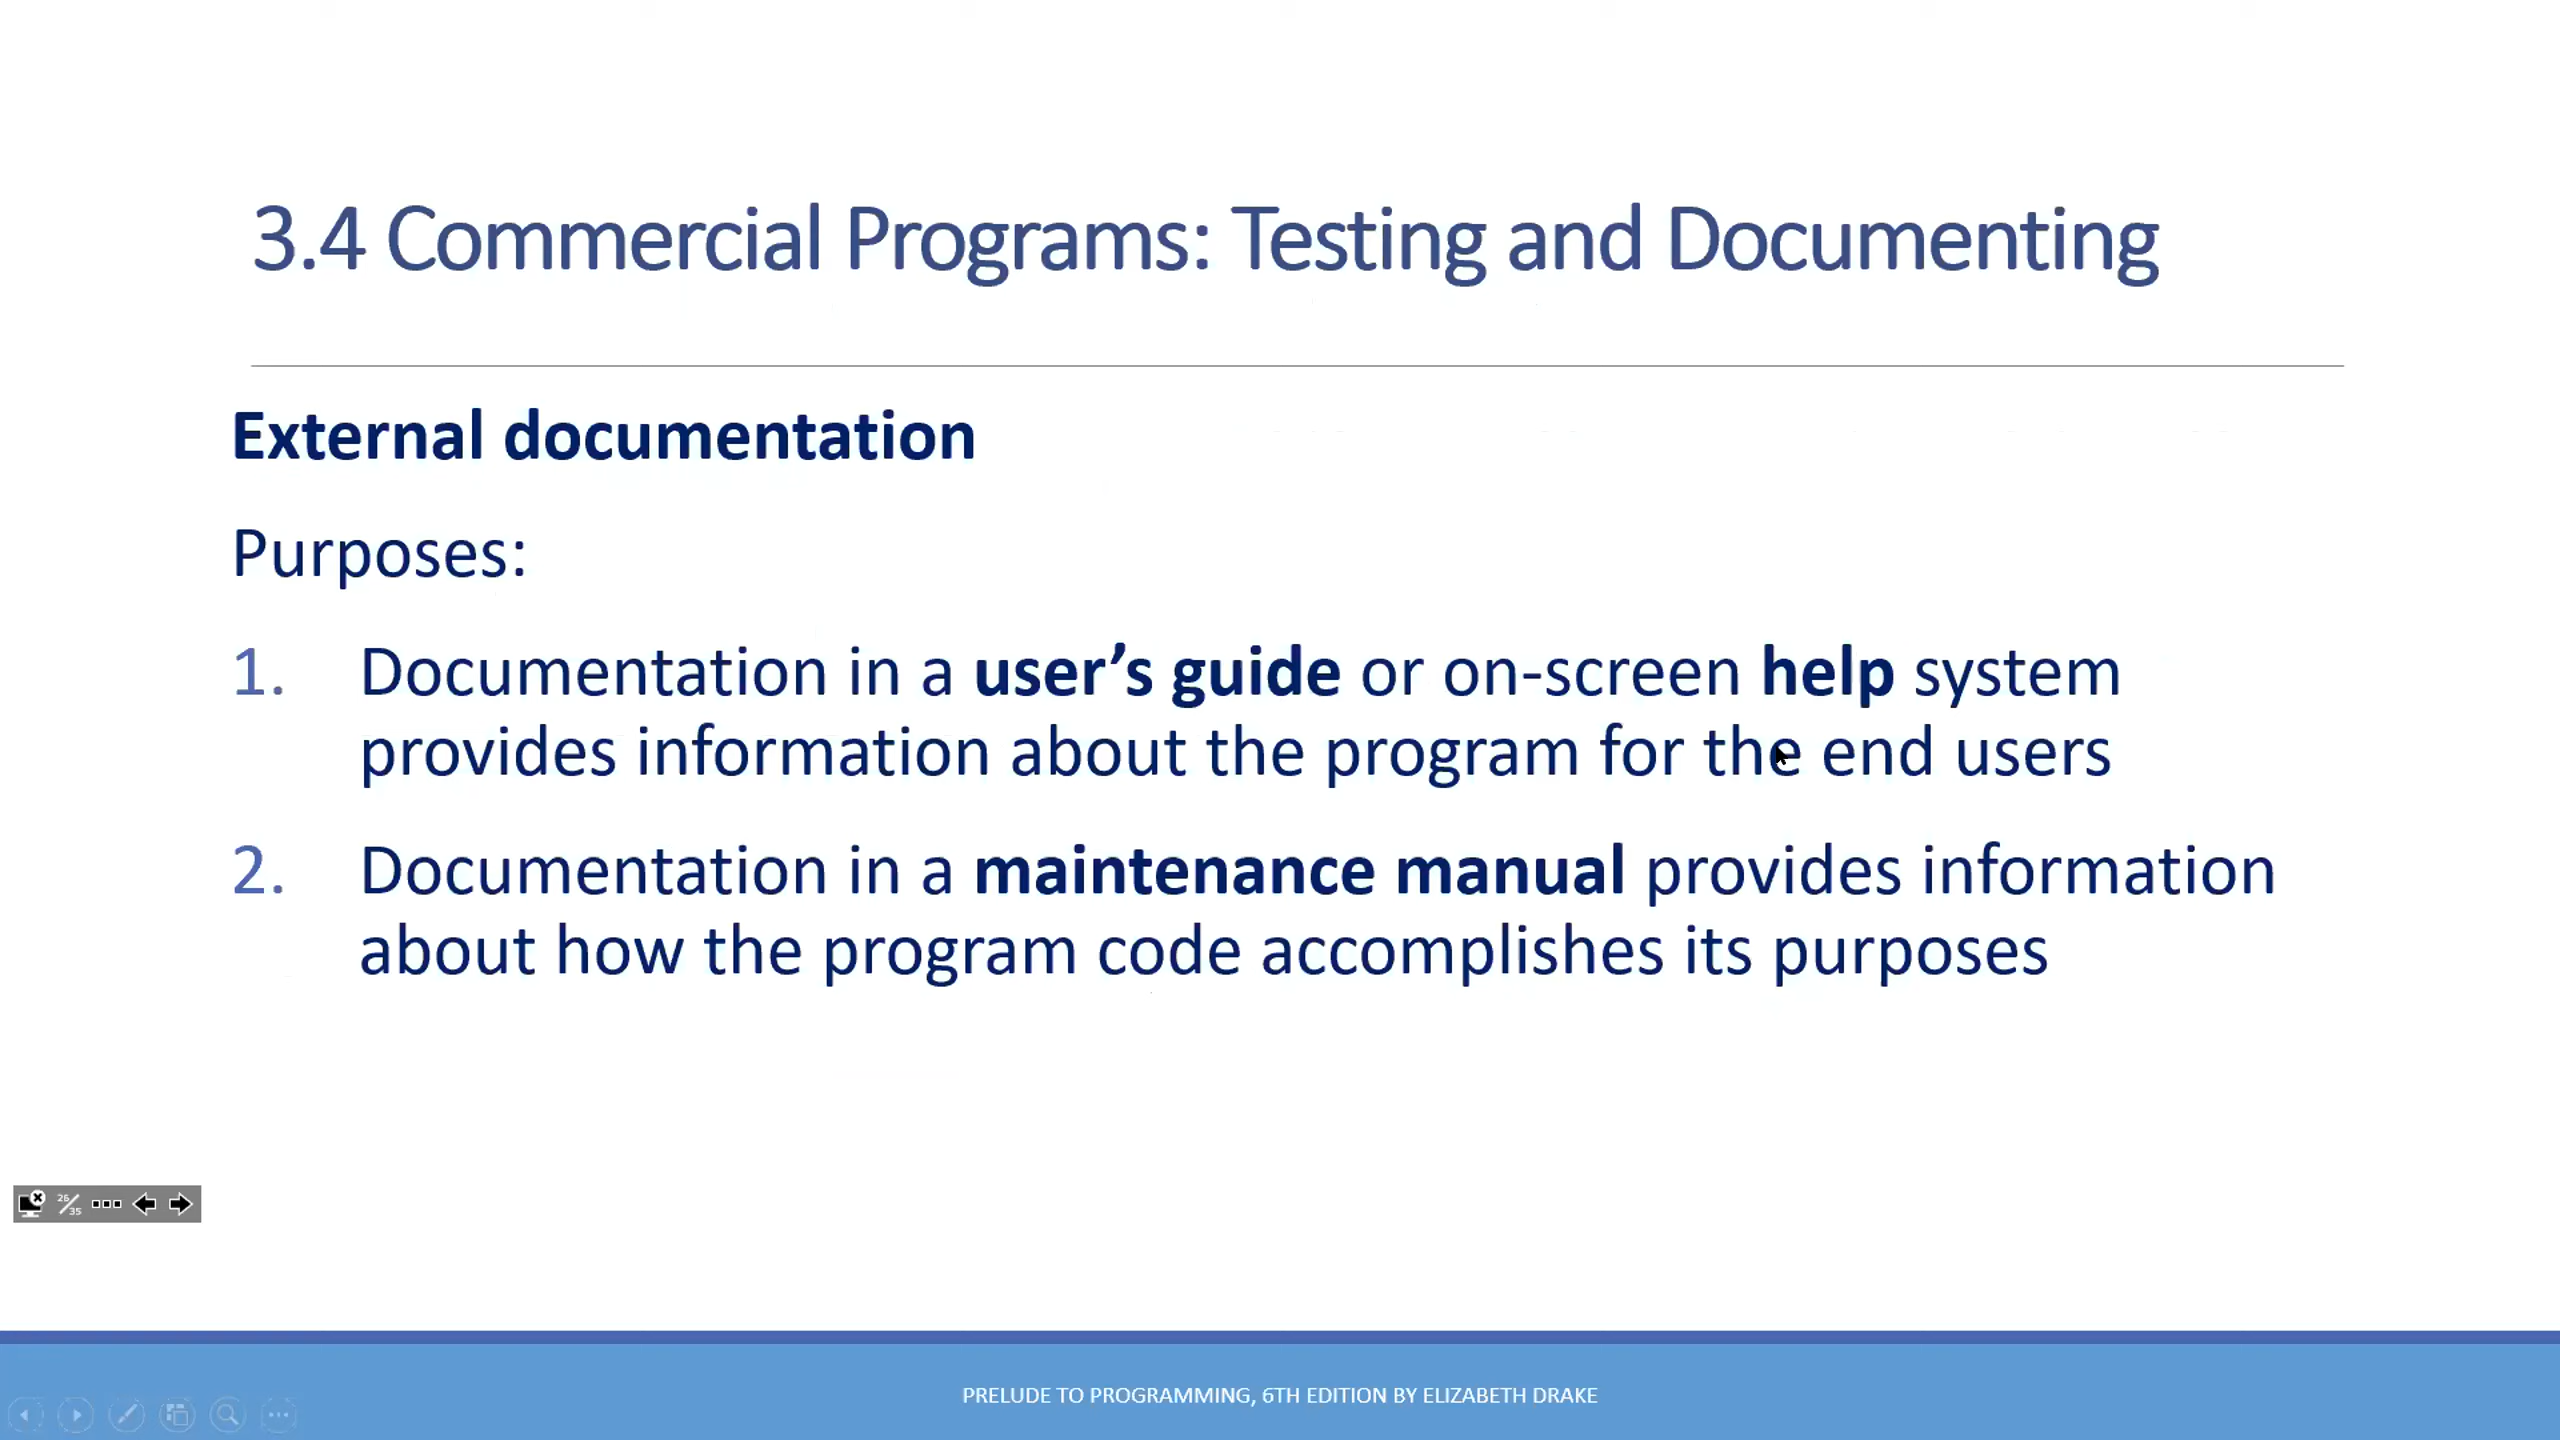 3.4 Commercial Programs: Testing and Documenting
External documentation
Purposes:
1. Documentation in a user’s guide or on-screen help system
provides information about the program for the end users
2. Documentation in a maintenance manual provides information
about how the program code accomplishes its purposes
26/35
PRELUDE TO PROGRAMMING, 6TH EDITION BY ELIZABETH DRAKE